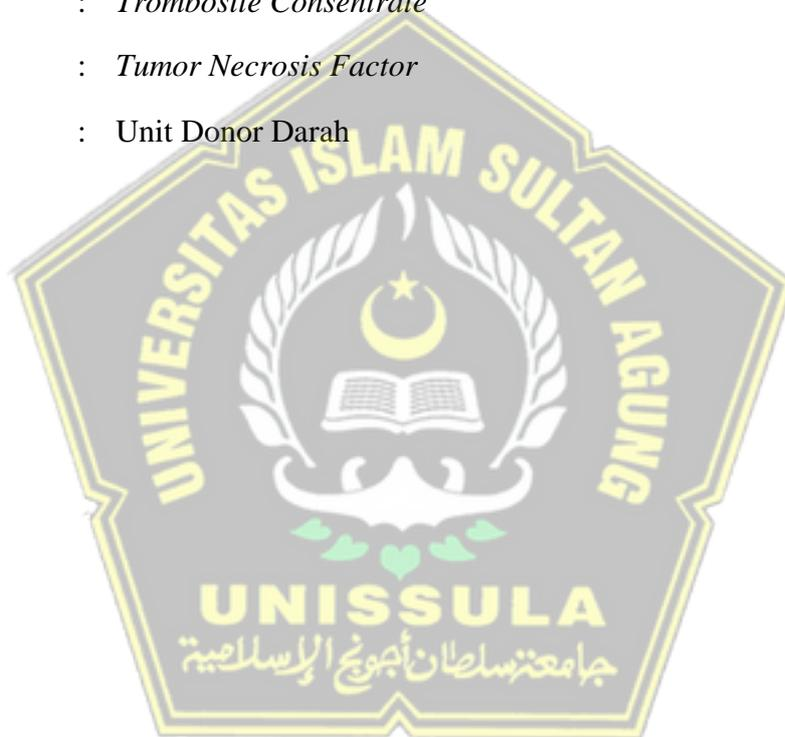 : Trombosite Consentrate
: Tumor Necrosis Factor
: Unit Donor Darah
UNIVERSITAS ISLAM SULTAN AGUNG
UNISSULA
جامعة سلطان أجونج الإسلامية